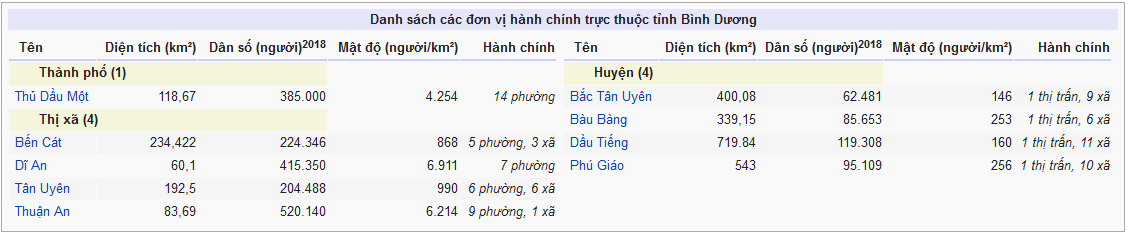 Danh sách các đơn vị hành chính trực thuộc tỉnh Bình Dương
Tên Diện tích (km²) Dân số (người)2018 Mật độ (người/km²) Hành chính
Thành phố (1)
Thủ Dầu Một 118,67 385.000 4.254 14 phường
Thị xã (4)
Bến Cát 234,422 224.346 868 5 phường, 3 xã
Dĩ An 60,1 415.350 6.911 7 phường
Tân Uyên 192,5 204.488 990 6 phường, 6 xã
Thuận An 83,69 520.140 6.214 9 phường, 1 xã
Tên Diện tích (km²) Dân số (người)2018 Mật độ (người/km²) Hành chính
Huyện (4)
Bắc Tân Uyên 400,08 62.481 146 1 thị trấn, 9 xã
Bàu Bàng 339,15 85.653 253 1 thị trấn, 6 xã
Dầu Tiếng 719.84 119.308 160 1 thị trấn, 11 xã
Phú Giáo 543 95.109 256 1 thị trấn, 10 xã